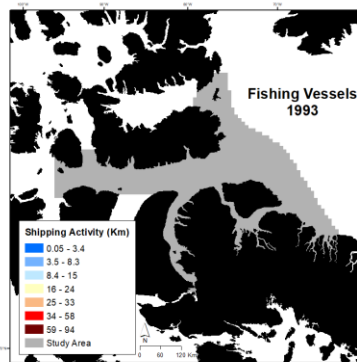 Fishing Vessels
1993
Shipping Activity (Km)
0.05 - 3.4
3.5 - 8.3
8.4 - 15
16 - 24
25 - 33
34 - 58
59 - 94
Study Area
N
0 60 120 Km